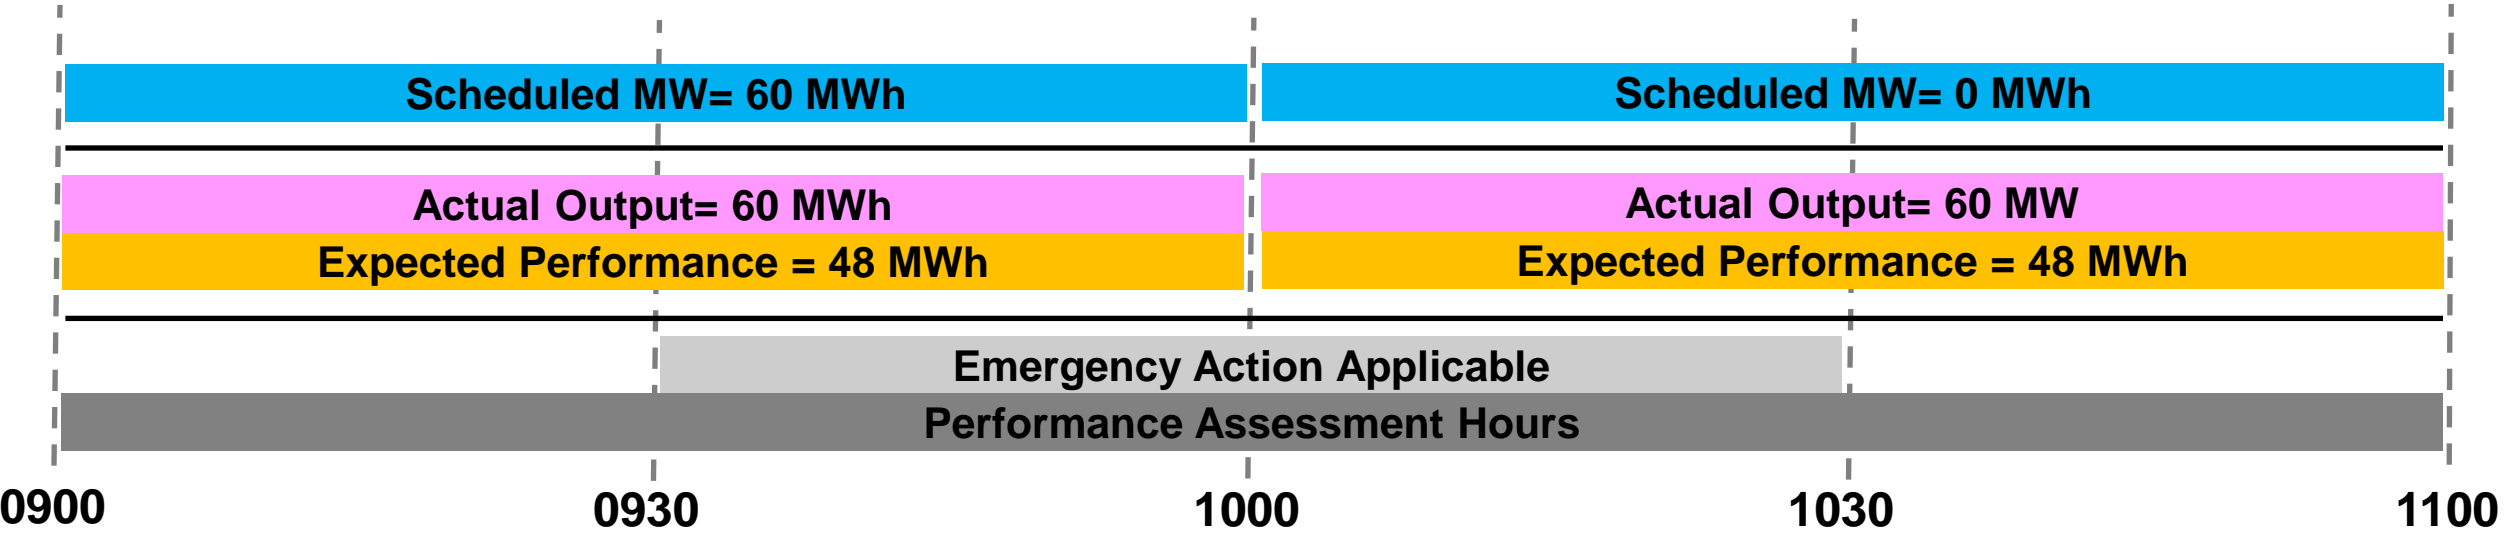 Scheduled MW= 60 MWh
Scheduled MW= 0 MWh
Actual Output= 60 MWh
Actual Output= 60 MW
Expected Performance = 48 MWh
Expected Performance = 48 MWh
Emergency Action Applicable
Performance Assessment Hours
0900
0930
1000
1030
1100